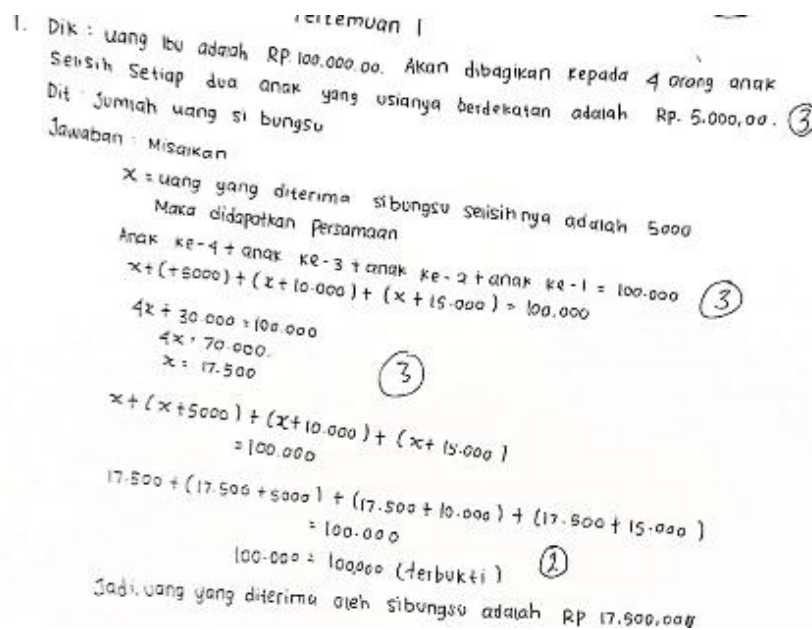 Pertemuan 1
1. Dik : uang Ibu adalah RP.100.000.00. Akan dibagikan kepada 4 orang anak
Selisih Setiap dua anak yang usianya berdekatan adalah Rp. 5.000,00. 3
Dit : Jumlah uang si bungsu
Jawaban : Misalkan
x = uang yang diterima sibungsu selisihnya adalah 5000
Maka didapatkan Persamaan
Anak ke-4 + anak ke-3 + anak ke-2 + anak ke-1 = 100.000
x + (+5000) + (x + 10.000) + (x + 15.000) = 100.000 3
4x + 30.000 = 100.000
4x = 70.000.
x = 17.500 3
x + (x+5000) + (x+10.000) + (x+15.000)
= 100.000
17.500 + (17.500 + 5000) + (17.500 + 10.000) + (17.500 + 15.000)
= 100.000
100.000 = 100,000 (terbukti) 2
Jadi, uang yang diterima oleh sibungsu adalah RP 17.500,00